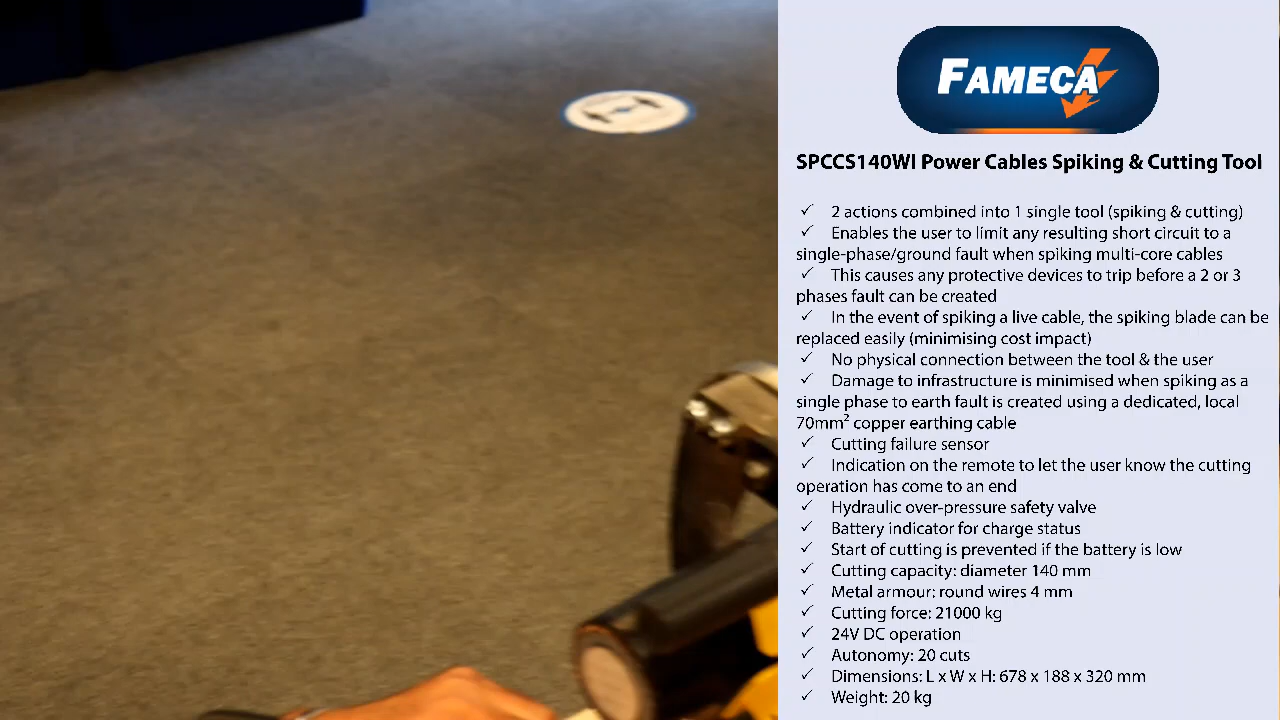 FAMECA
SPCCS140WI Power Cables Spiking & Cutting Tool
✓ 2 actions combined into 1 single tool (spiking & cutting)
✓ Enables the user to limit any resulting short circuit to a
single-phase/ground fault when spiking multi-core cables
✓ This causes any protective devices to trip before a 2 or 3
phases fault can be created
✓ In the event of spiking a live cable, the spiking blade can be
replaced easily (minimising cost impact)
✓ No physical connection between the tool & the user
✓ Damage to infrastructure is minimised when spiking as a
single phase to earth fault is created using a dedicated, local
70mm² copper earthing cable
✓ Cutting failure sensor
✓ Indication on the remote to let the user know the cutting
operation has come to an end
✓ Hydraulic over-pressure safety valve
✓ Battery indicator for charge status
✓ Start of cutting is prevented if the battery is low
✓ Cutting capacity: diameter 140 mm
✓ Metal armour: round wires 4 mm
✓ Cutting force: 21000 kg
✓ 24V DC operation
✓ Autonomy: 20 cuts
✓ Dimensions: L x W x H: 678 x 188 x 320 mm
✓ Weight: 20 kg